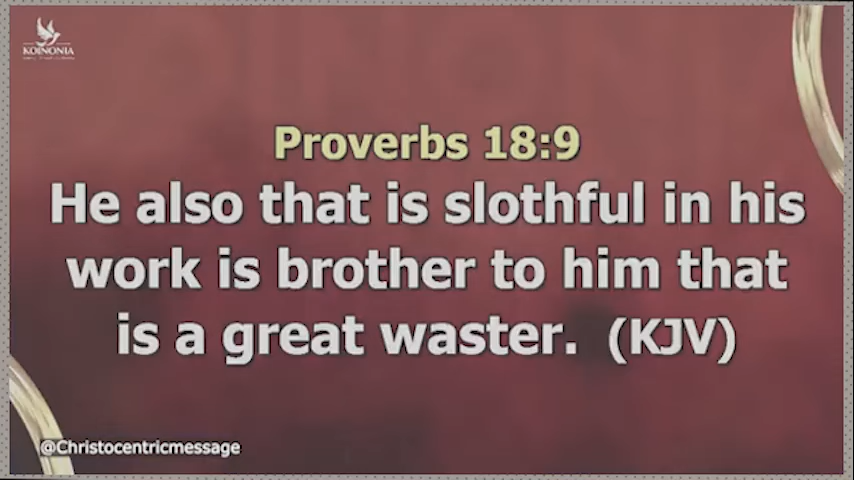 KOINONIA
Proverbs 18:9
He also that is slothful in his
work is brother to him that
is a great waster. (KJV)
@Christocentricmessage